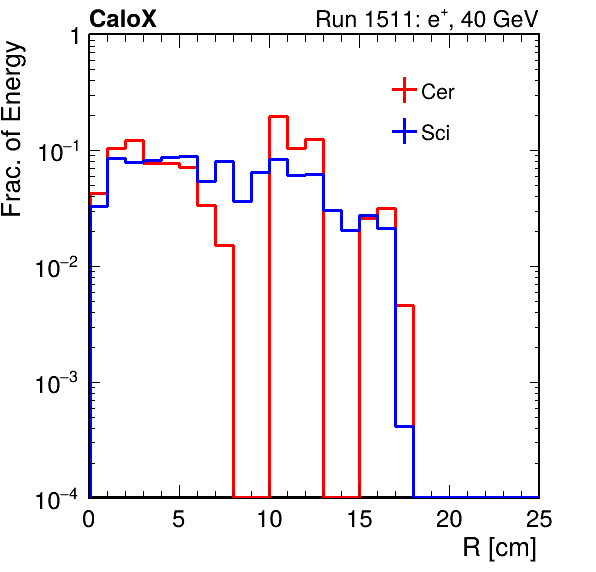 CaloX Run 1511: e⁺, 40 GeV
Frac. of Energy
1
10⁻¹
10⁻²
10⁻³
10⁻⁴
Cer
Sci
0 5 10 15 20 25
R [cm]